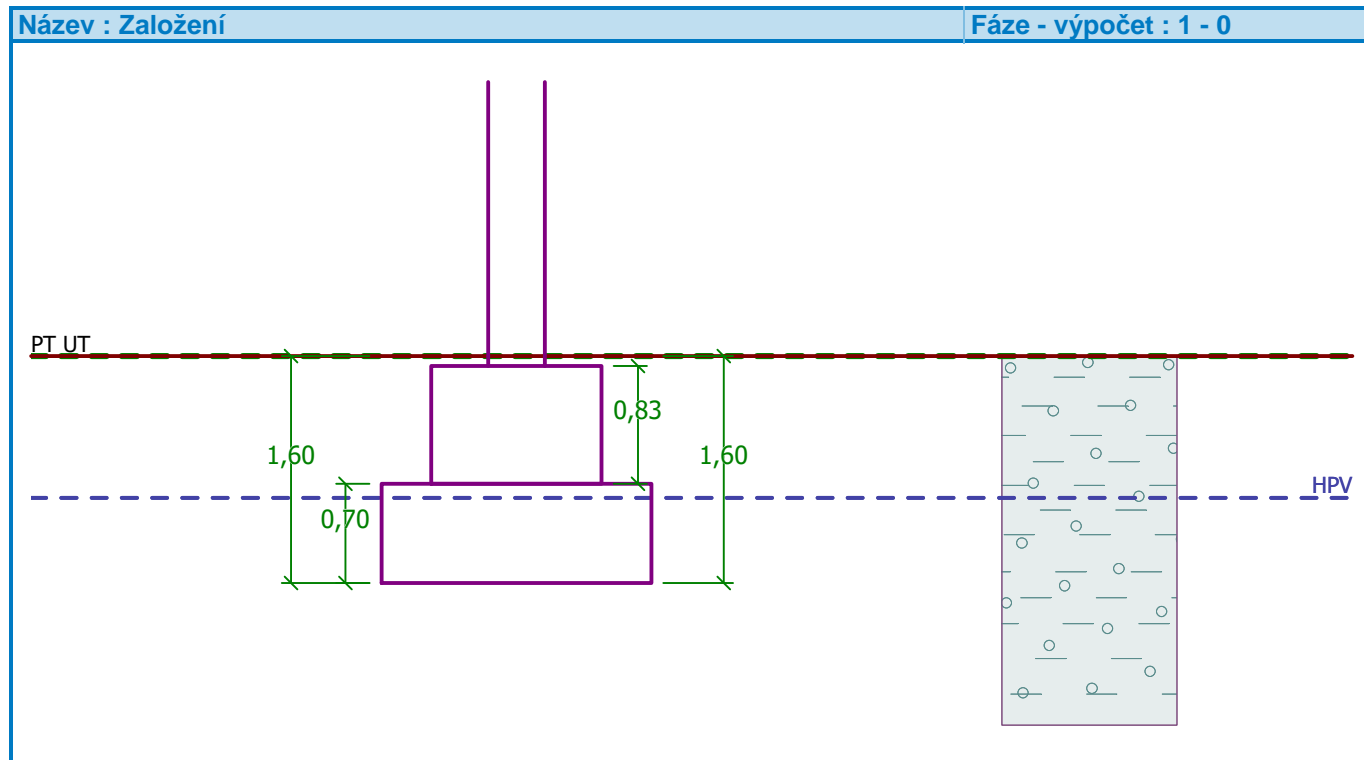 Název : Založení
Fáze - výpočet : 1 - 0
PT UT
0,83
1,60
1,60
HPV
0,70